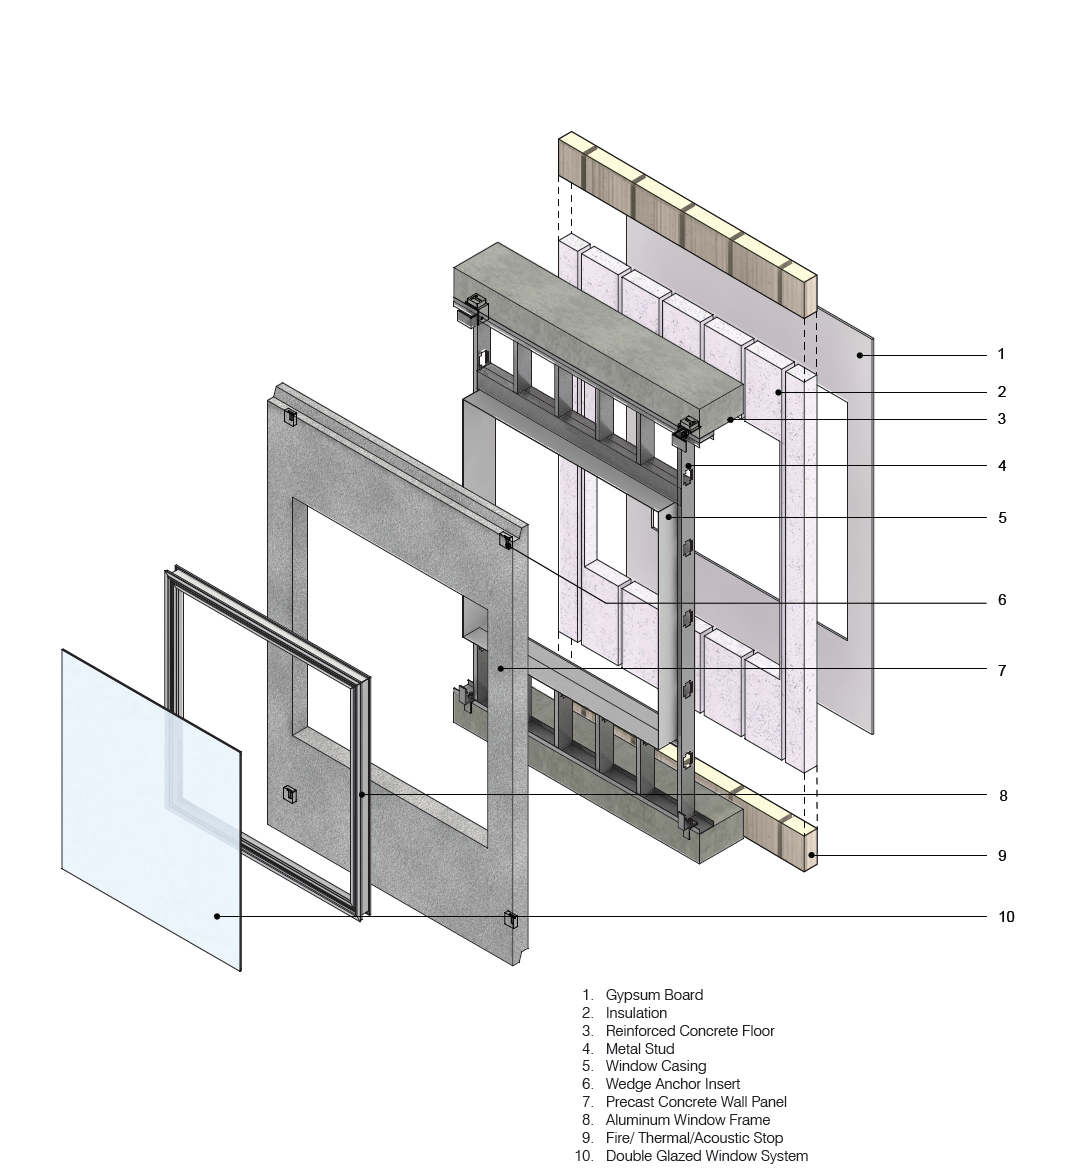 1
2
3
4
5
6
7
8
9
10
1. Gypsum Board
2. Insulation
3. Reinforced Concrete Floor
4. Metal Stud
5. Window Casing
6. Wedge Anchor Insert
7. Precast Concrete Wall Panel
8. Aluminum Window Frame
9. Fire/ Thermal/Acoustic Stop
10. Double Glazed Window System